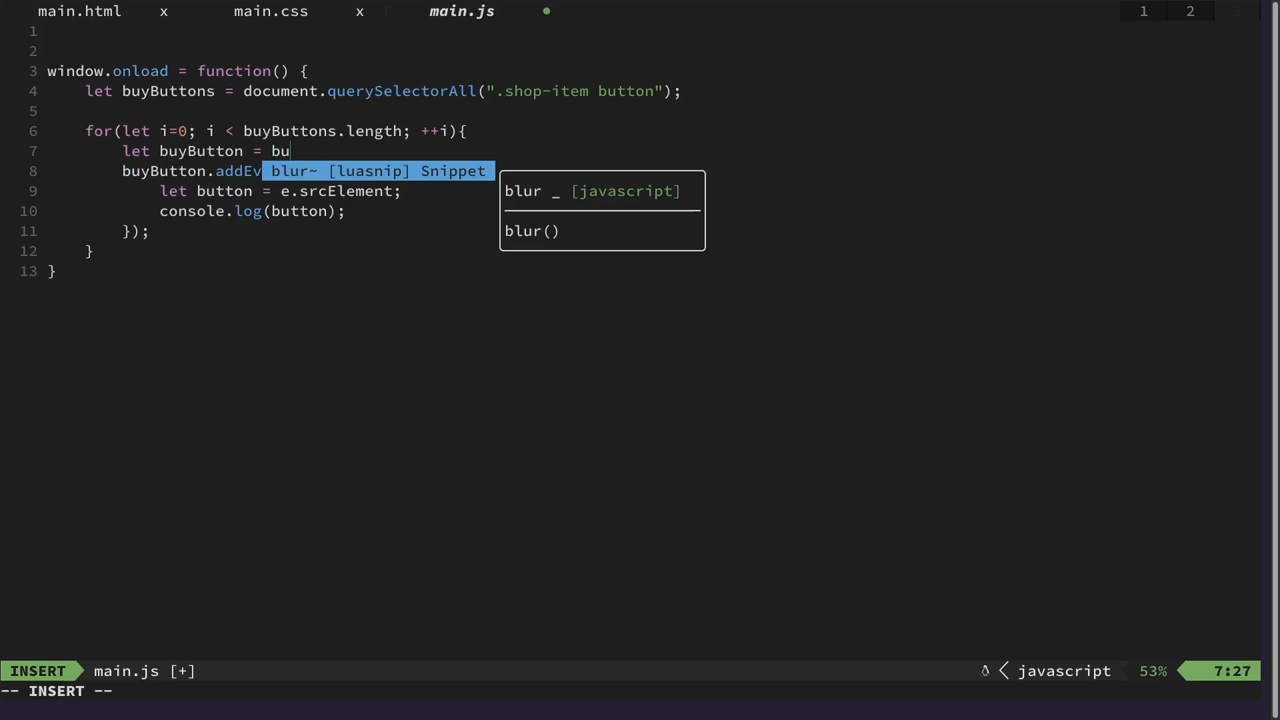 main.html x main.css x main.js 1 2 3
1
2
3 window.onload = function() {
4 let buyButtons = document.querySelectorAll(".shop-item button");
5
6 for(let i=0; i < buyButtons.length; ++i){
7 let buyButton = bu
8 buyButton.addEv blur~ [luasnip] Snippet
blur _ [javascript]
9 let button = e.srcElement;
10 console.log(button);
blur()
11 });
12 }
13 }
INSERT main.js [+] javascript 53% 7:27
-- INSERT --